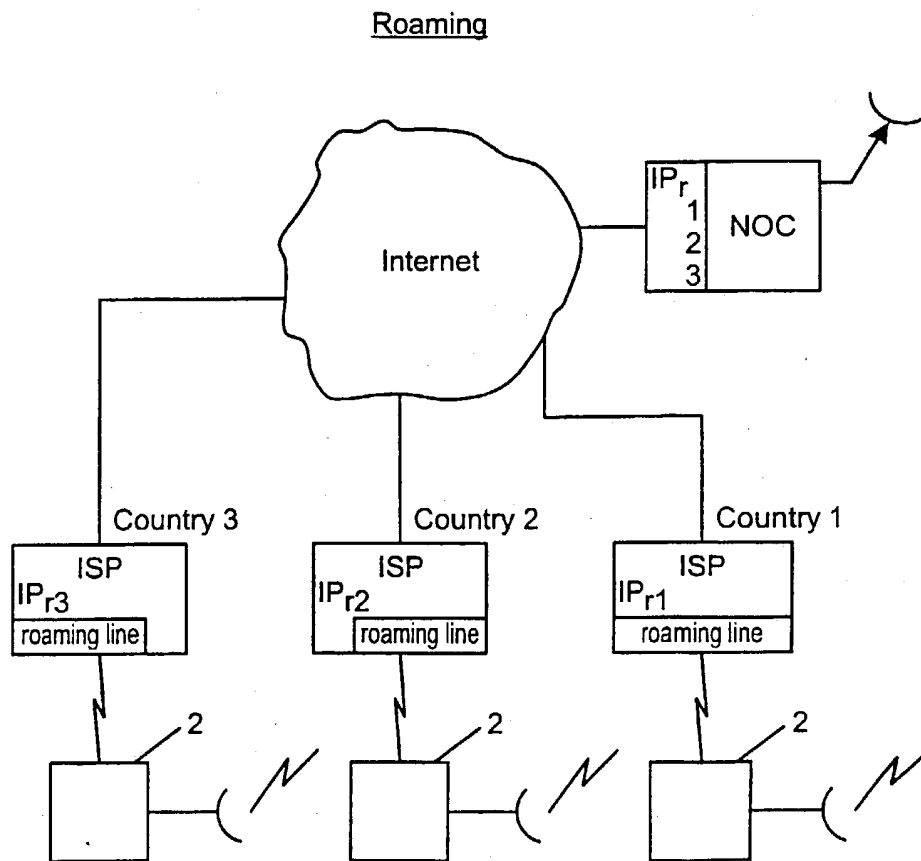 Roaming
Internet
IPr
1
2
3
NOC
Country 3
Country 2
Country 1
ISP
IPr3
roaming line
ISP
IPr2
roaming line
ISP
IPr1
roaming line
2
2
2